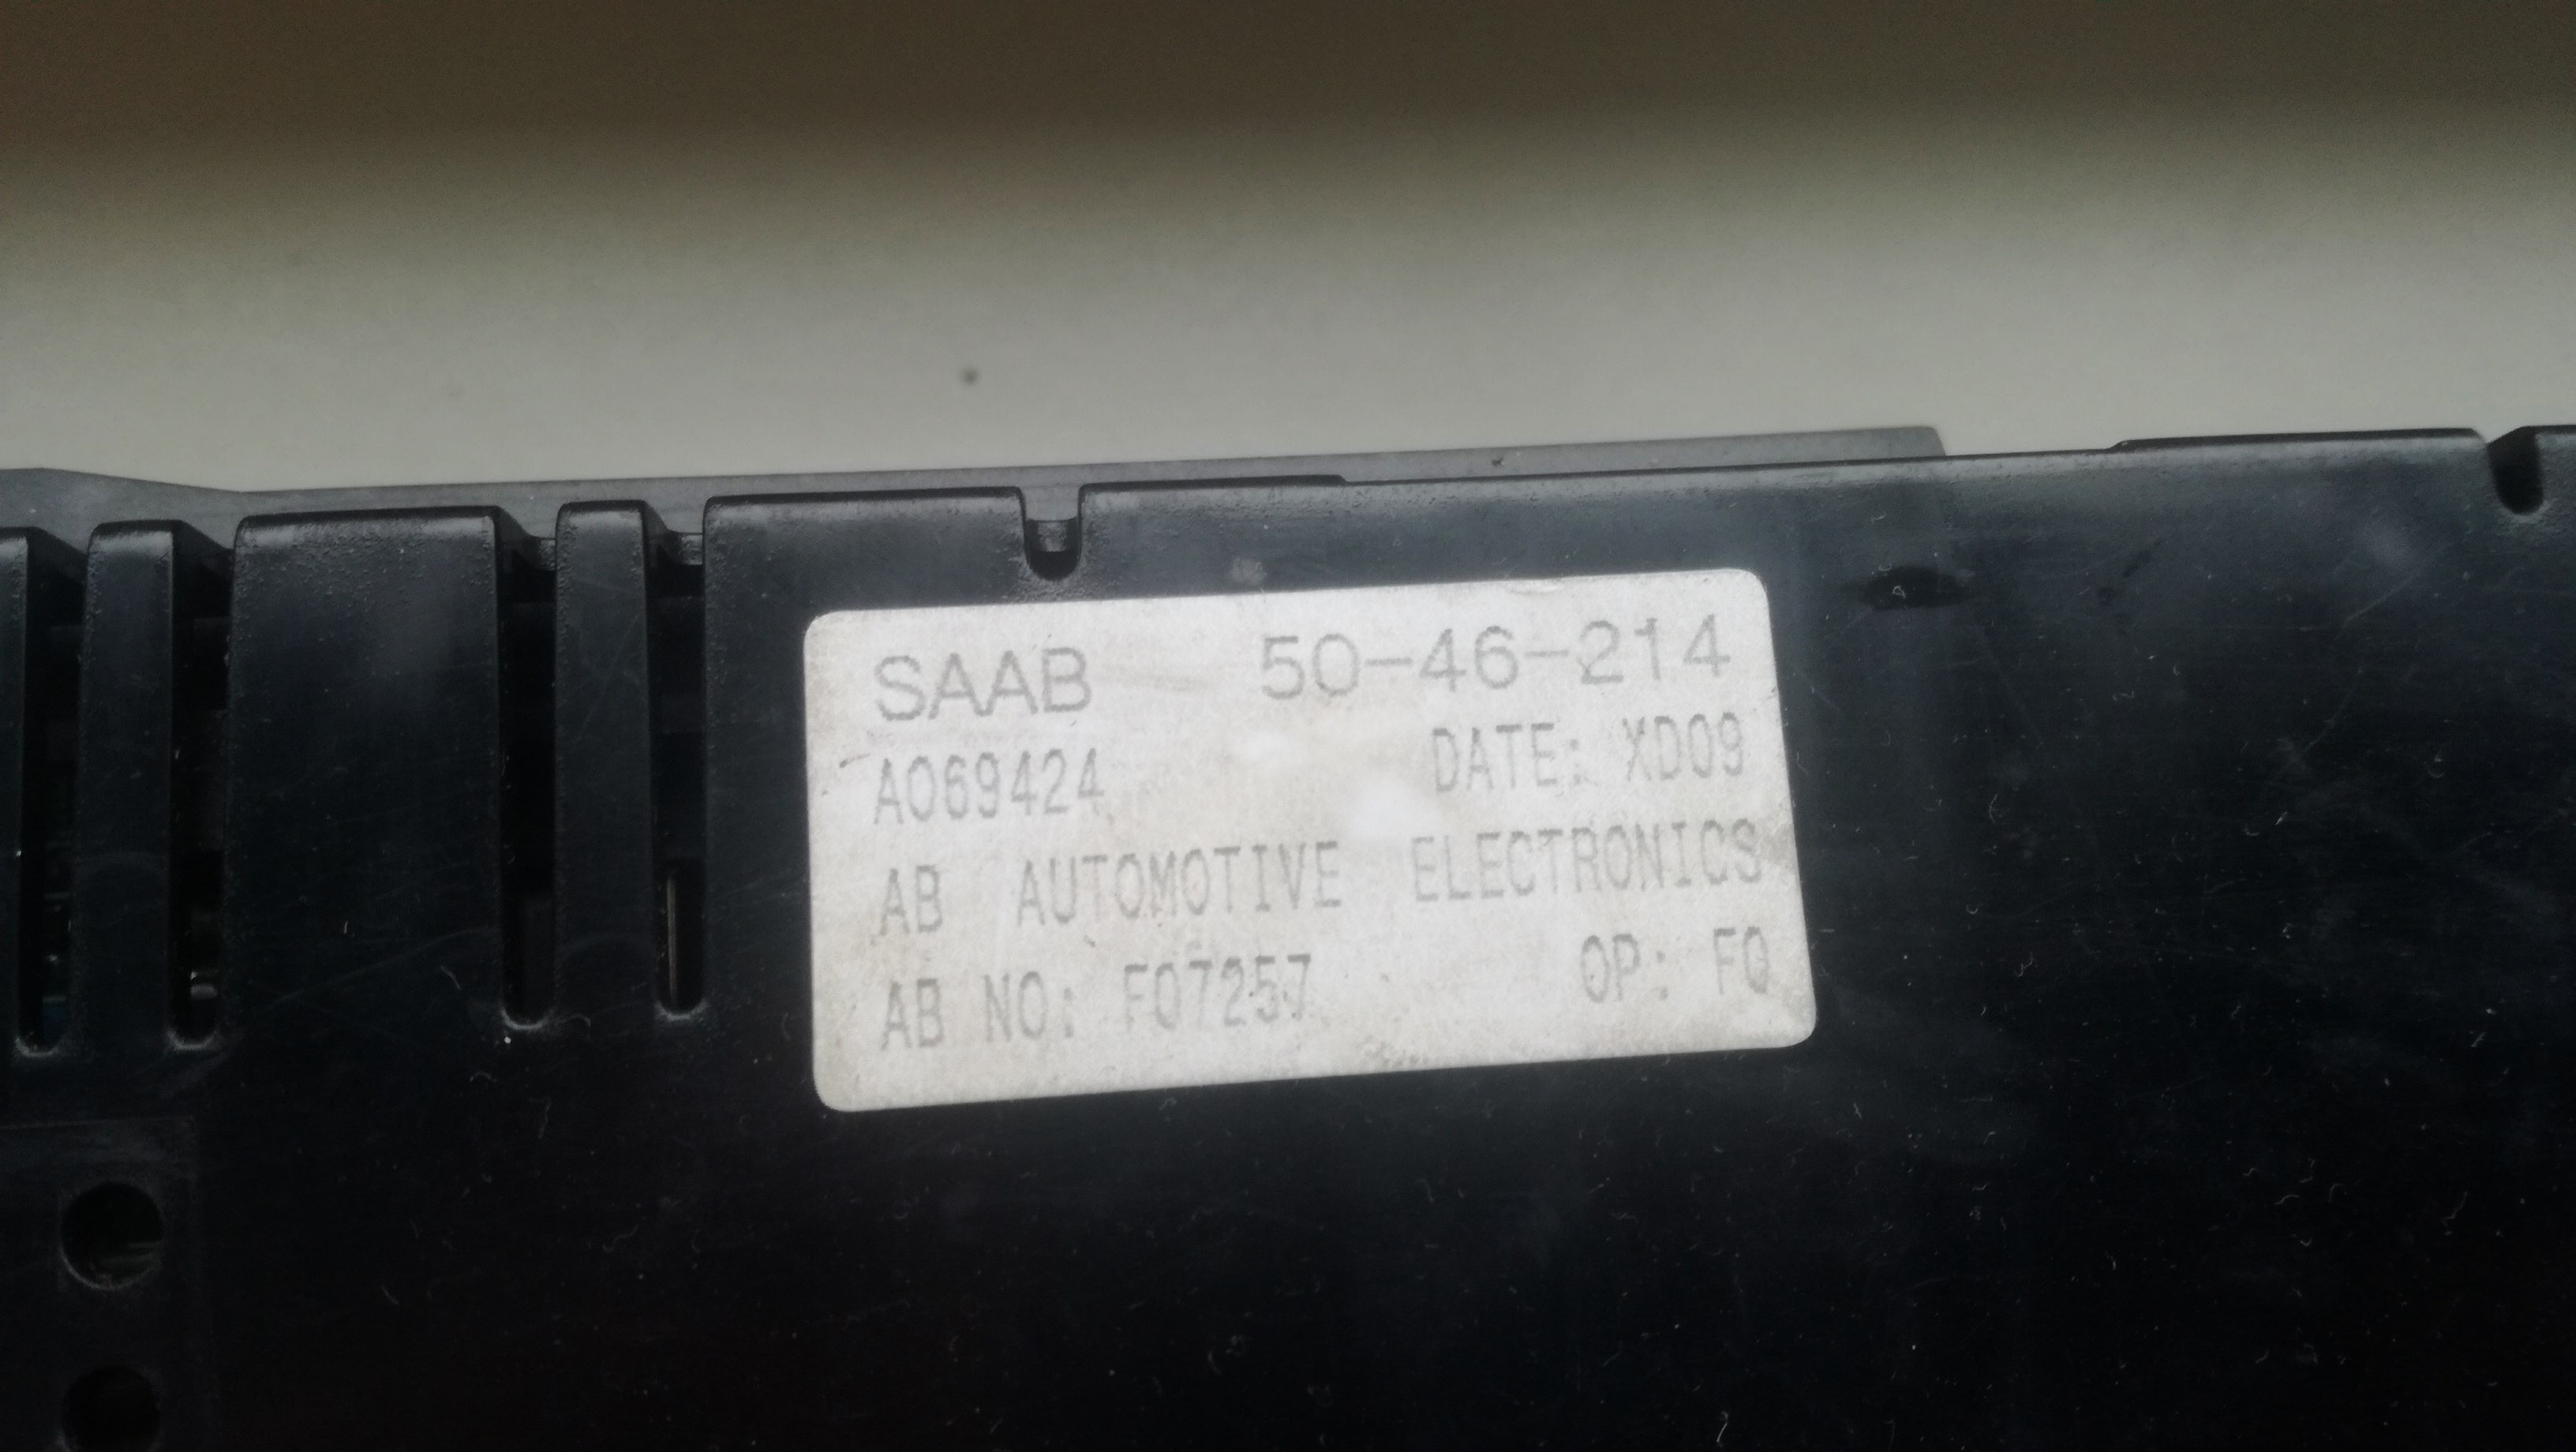 SAAB 50-46-214
A069424 DATE: XD09
AB AUTOMOTIVE ELECTRONICS
AB NO: F07257 OP: FQ